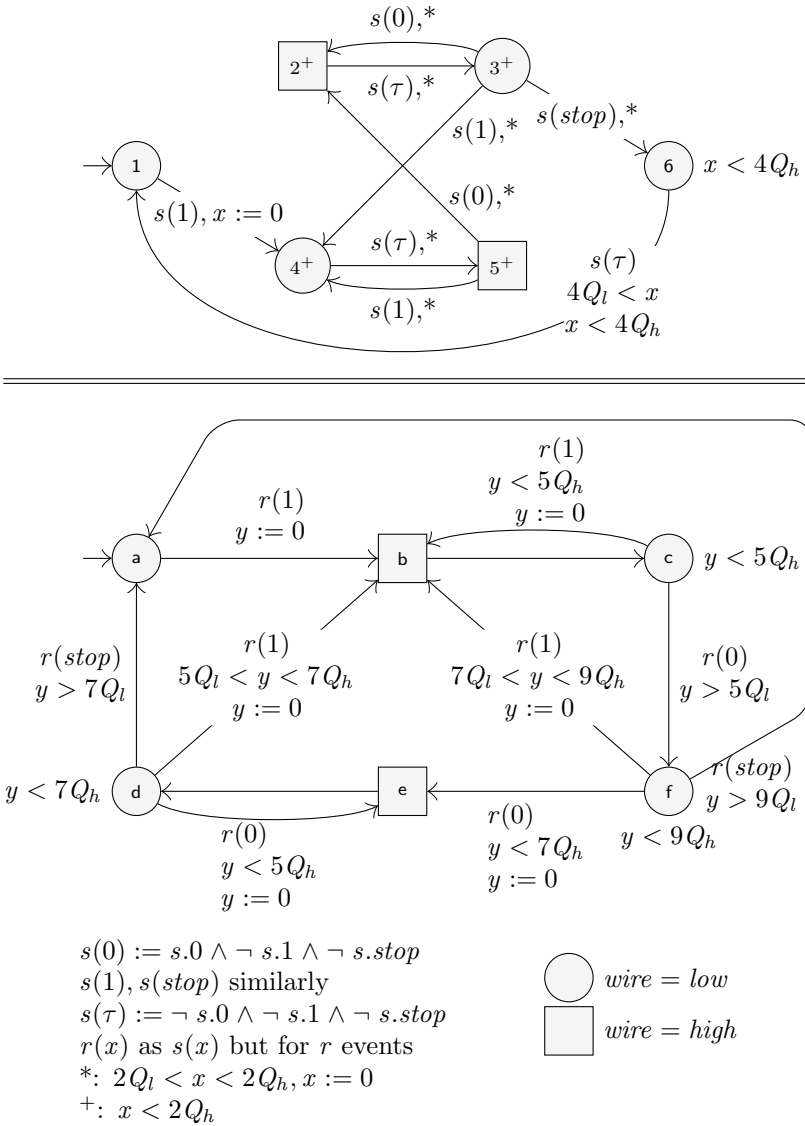 s(0),*
2⁺
3⁺
s(τ),*
s(stop),*
s(1),*
1
6
x < 4Q_h
s(0),*
s(1), x := 0
s(τ),*
4⁺
5⁺
s(1),*
s(τ)
4Q_l < x
x < 4Q_h
r(1)
y < 5Q_h
y := 0
r(1)
y := 0
a
b
c
y < 5Q_h
r(stop)
y > 7Q_l
r(1)
5Q_l < y < 7Q_h
y := 0
r(1)
7Q_l < y < 9Q_h
y := 0
r(0)
y > 5Q_l
y < 7Q_h
d
e
f
r(stop)
y > 9Q_l
y < 9Q_h
r(0)
y < 5Q_h
y := 0
r(0)
y < 7Q_h
y := 0
s(0) := s.0 ∧ ¬ s.1 ∧ ¬ s.stop
s(1), s(stop) similarly
s(τ) := ¬ s.0 ∧ ¬ s.1 ∧ ¬ s.stop
r(x) as s(x) but for r events
*: 2Q_l < x < 2Q_h, x := 0
⁺: x < 2Q_h
wire = low
wire = high